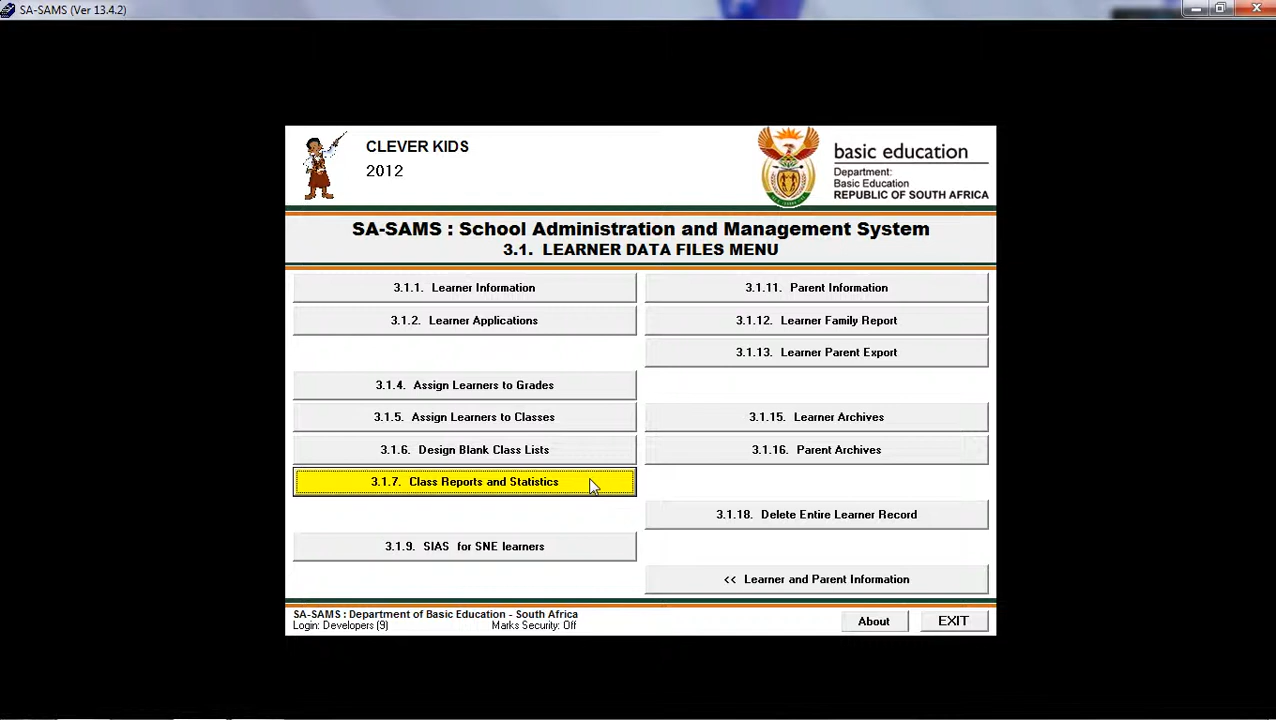 SA-SAMS (Ver 13.4.2)
CLEVER KIDS
2012
basic education
Department:
Basic Education
REPUBLIC OF SOUTH AFRICA
SA-SAMS : School Administration and Management System
3.1. LEARNER DATA FILES MENU
3.1.1. Learner Information
3.1.2. Learner Applications
3.1.4. Assign Learners to Grades
3.1.5. Assign Learners to Classes
3.1.6. Design Blank Class Lists
3.1.7. Class Reports and Statistics
3.1.9. SIAS for SNE learners
3.1.11. Parent Information
3.1.12. Learner Family Report
3.1.13. Learner Parent Export
3.1.15. Learner Archives
3.1.16. Parent Archives
3.1.18. Delete Entire Learner Record
<< Learner and Parent Information
SA-SAMS : Department of Basic Education - South Africa
Login: Developers (9) Marks Security: Off
About
EXIT